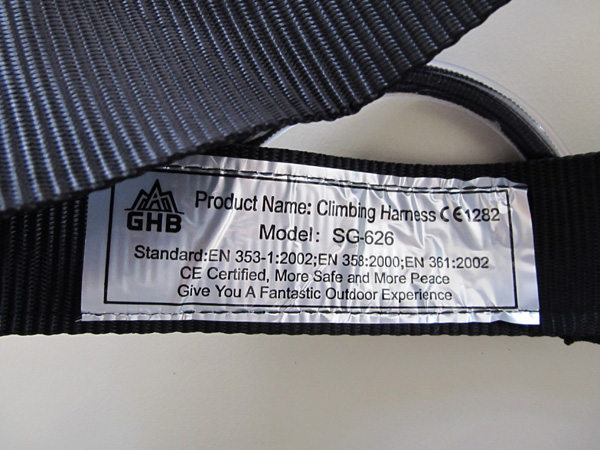 GHB
Product Name: Climbing Harness CE1282
Model: SG-626
Standard:EN 353-1:2002;EN 358:2000;EN 361:2002
CE Certified, More Safe and More Peace
Give You A Fantastic Outdoor Experience